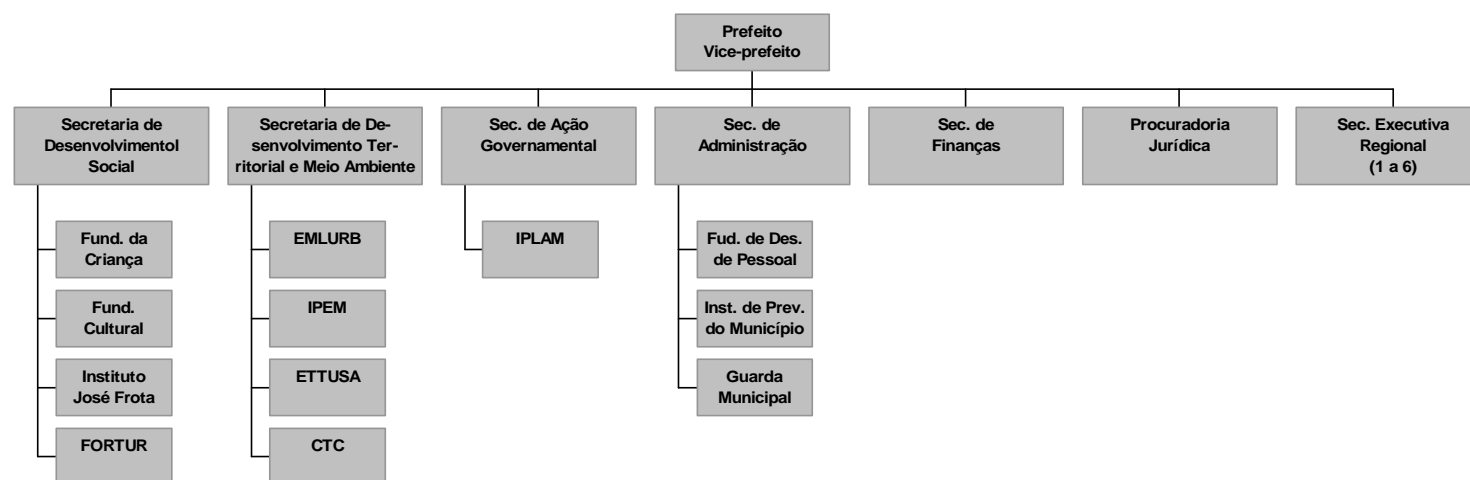 Prefeito
Vice-prefeito
Secretaria de
Desenvolvimentol
Social
Secretaria de De-
senvolvimento Ter-
ritorial e Meio Ambiente
Sec. de Ação
Governamental
Sec. de
Administração
Sec. de
Finanças
Procuradoria
Jurídica
Sec. Executiva
Regional
(1 a 6)
Fund. da
Criança
EMLURB
IPLAM
Fud. de Des.
de Pessoal
Fund.
Cultural
IPEM
Inst. de Prev.
do Município
Instituto
José Frota
ETTUSA
Guarda
Municipal
FORTUR
CTC